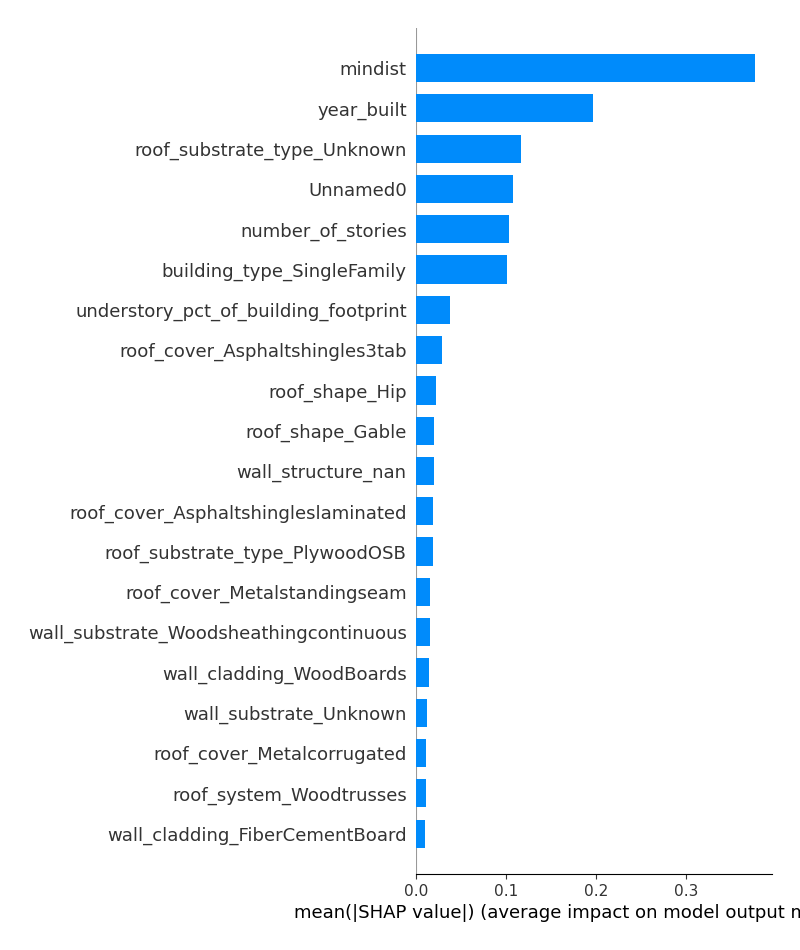 mindist
year_built
roof_substrate_type_Unknown
Unnamed0
number_of_stories
building_type_SingleFamily
understory_pct_of_building_footprint
roof_cover_Asphaltshingles3tab
roof_shape_Hip
roof_shape_Gable
wall_structure_nan
roof_cover_Asphaltshingleslaminated
roof_substrate_type_PlywoodOSB
roof_cover_Metalstandingseam
wall_substrate_Woodsheathingcontinuous
wall_cladding_WoodBoards
wall_substrate_Unknown
roof_cover_Metalcorrugated
roof_system_Woodtrusses
wall_cladding_FiberCementBoard
0.0 0.1 0.2 0.3
mean(|SHAP value|) (average impact on model output